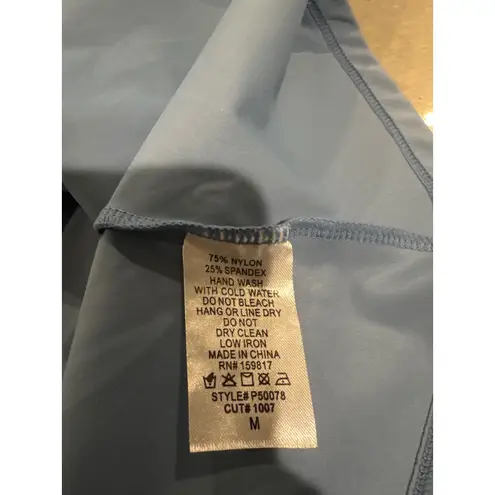 75% NYLON
25% SPANDEX
HAND WASH
WITH COLD WATER
DO NOT BLEACH
HANG OR LINE DRY
DO NOT
DRY CLEAN
LOW IRON
MADE IN CHINA
RN# 159817
STYLE# P50078
CUT# 1007
M